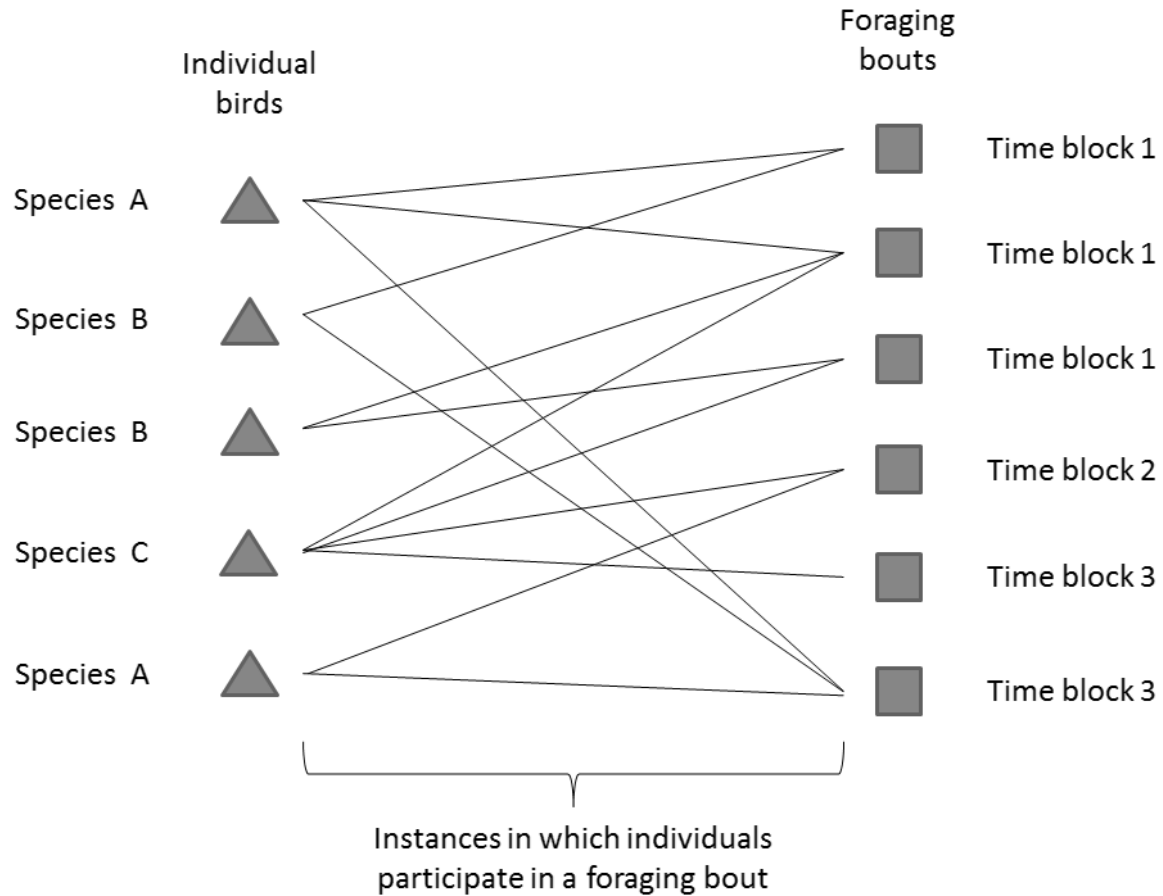 Individual
birds
Foraging
bouts
Species A
Species B
Species B
Species C
Species A
Time block 1
Time block 1
Time block 1
Time block 2
Time block 3
Time block 3
Instances in which individuals
participate in a foraging bout